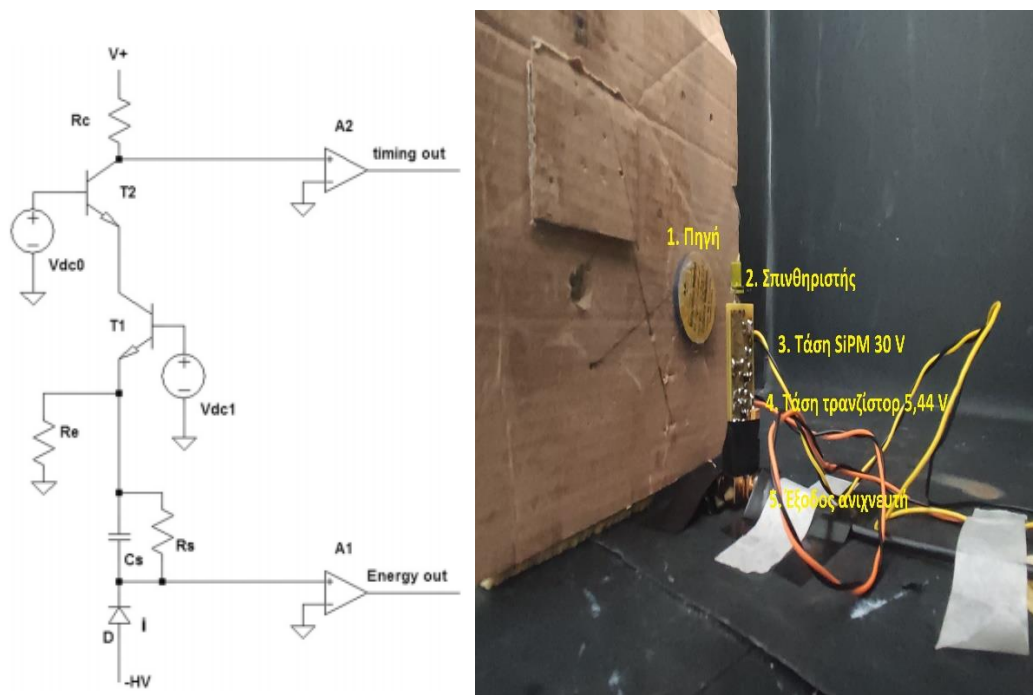 V+
Rc
A2
timing out
T2
Vdc0
T1
Vdc1
Re
Rs
Cs
A1
Energy out
D
-HV
1. Πηγή
2. Σπινθηριστής
3. Τάση SiPM 30 V
4. Τάση τρανζίστορ 5,44 V
5. Έξοδος ανιχνευτή